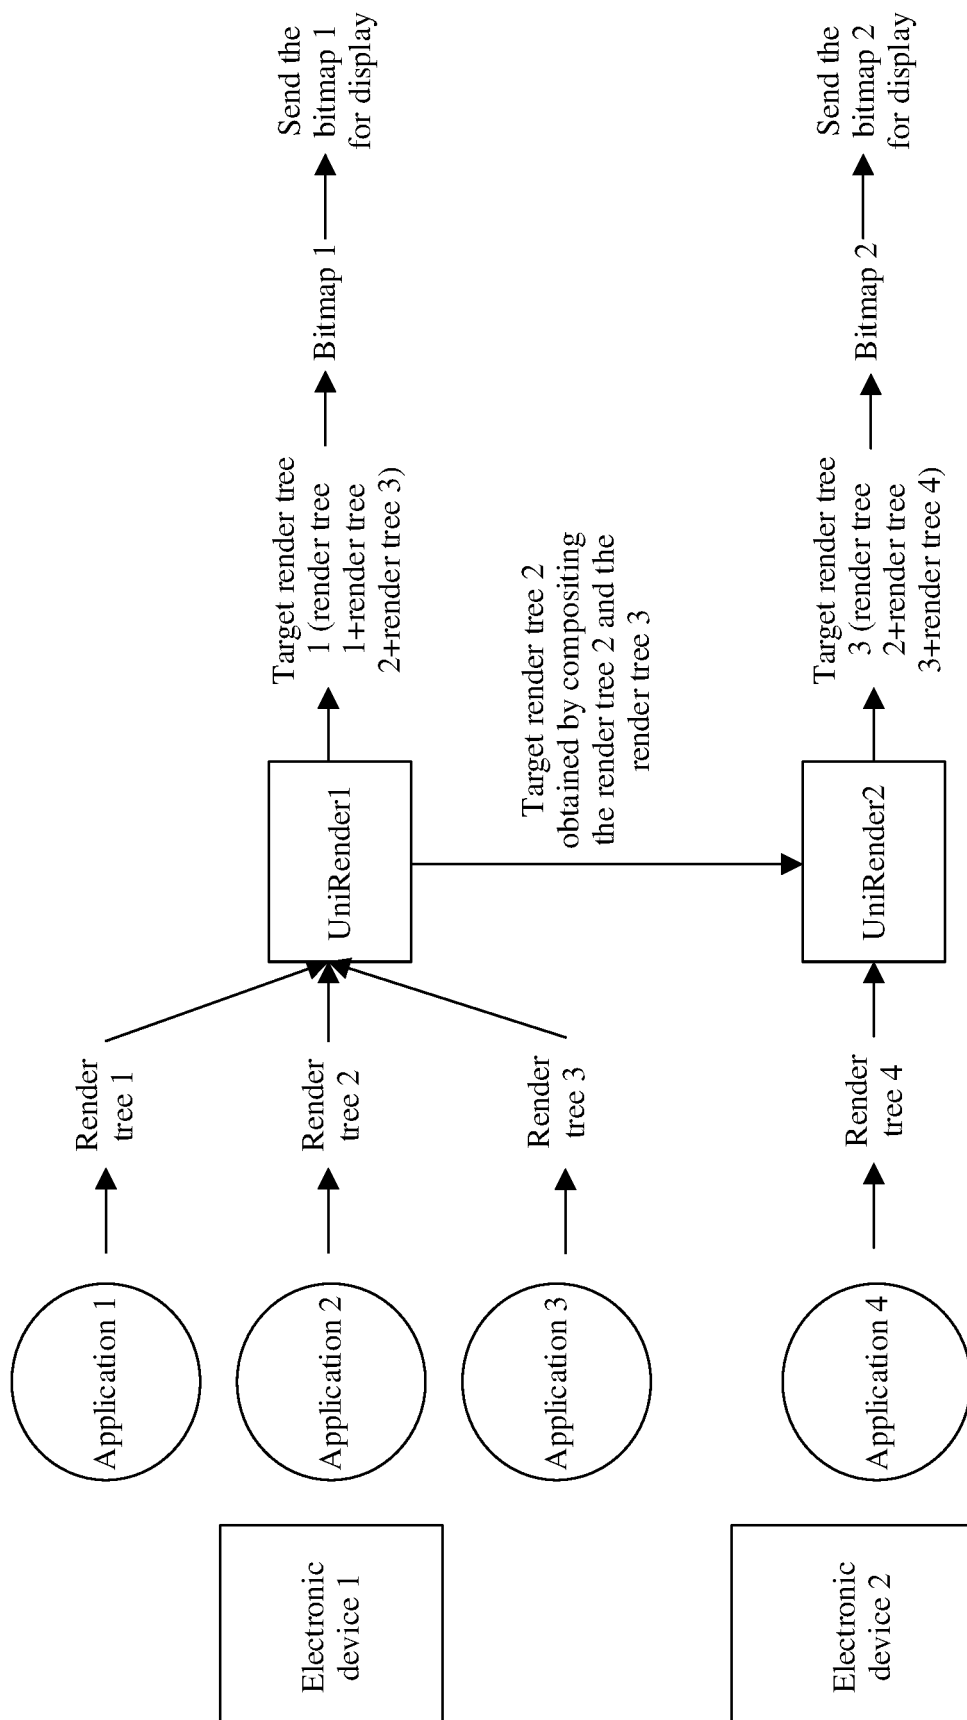 Electronic
device 1
Application 1
Application 2
Application 3
Render
tree 1
Render
tree 2
Render
tree 3
UniRender1
Target render tree
1 (render tree
1+render tree
2+render tree 3)
Bitmap 1
Send the
bitmap 1
for display
Target render tree 2
obtained by compositing
the render tree 2 and the
render tree 3
Electronic
device 2
Application 4
Render
tree 4
UniRender2
Target render tree
3 (render tree
2+render tree
3+render tree 4)
Bitmap 2
Send the
bitmap 2
for display